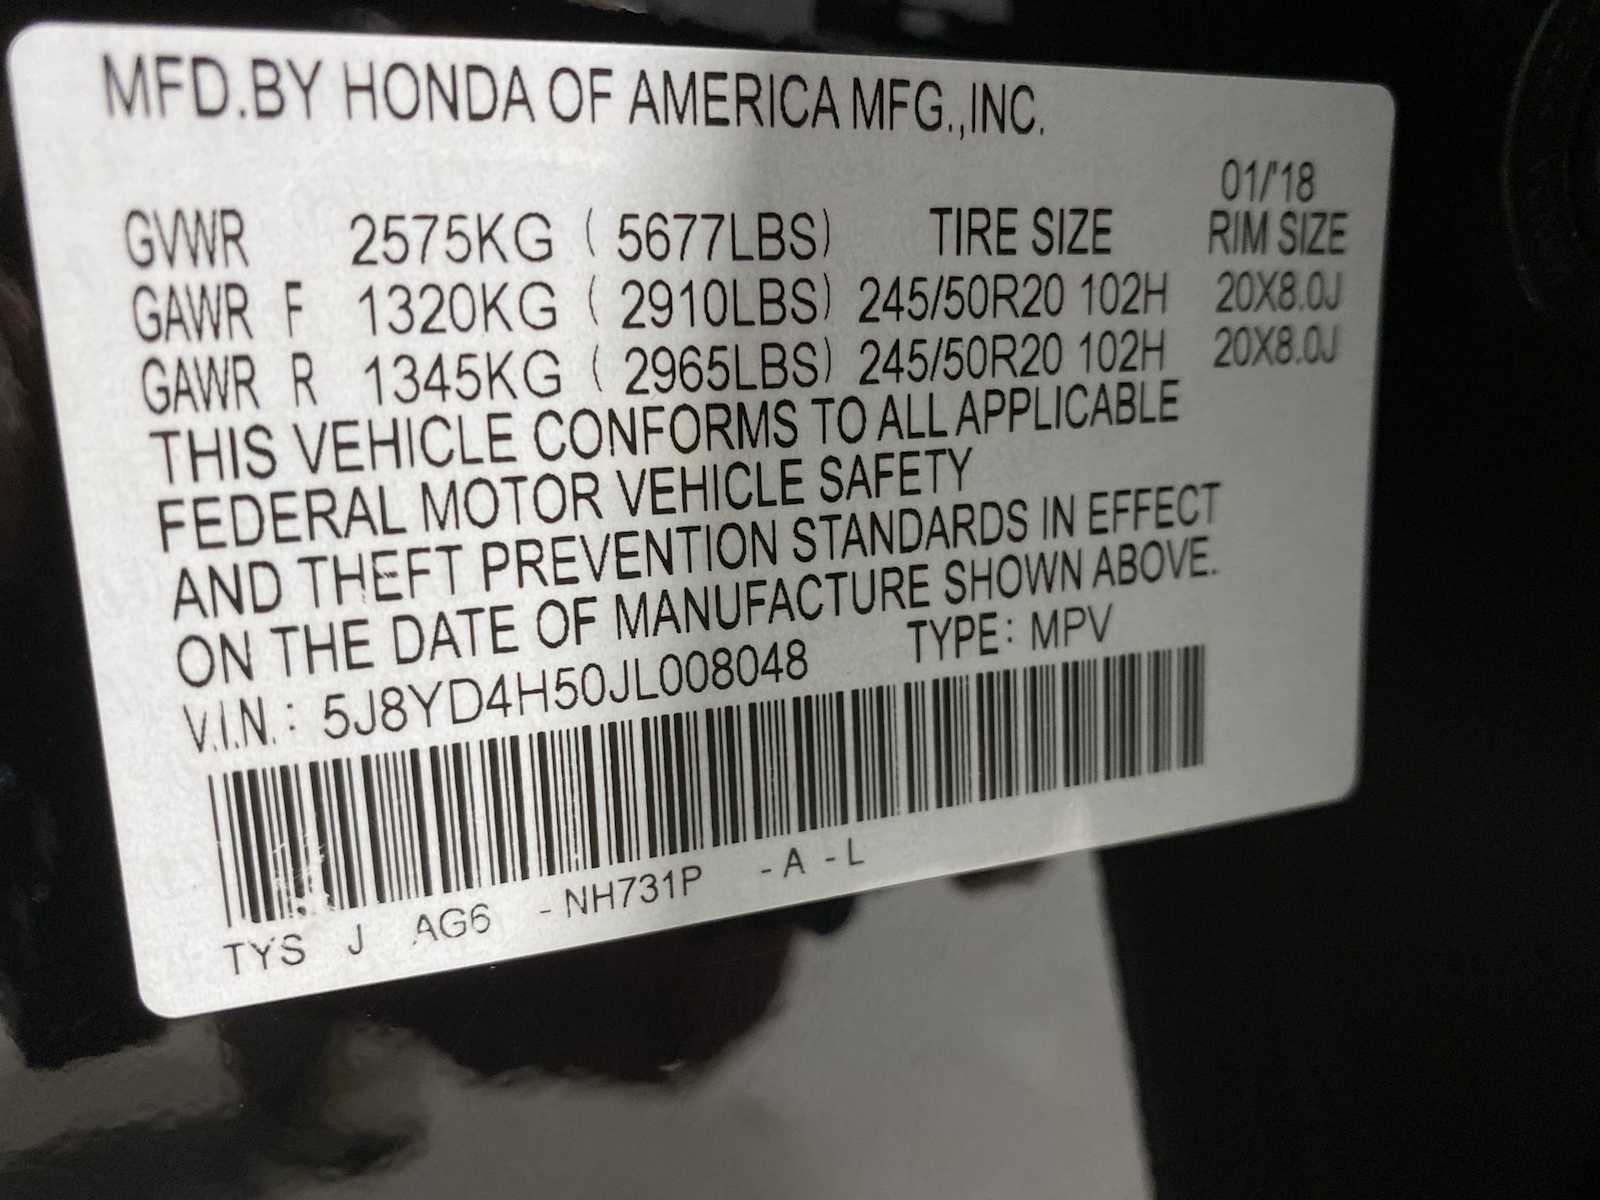 MFD.BY HONDA OF AMERICA MFG.,INC.
01/'18
GVWR 2575KG ( 5677LBS) TIRE SIZE RIM SIZE
GAWR F 1320KG ( 2910LBS) 245/50R20 102H 20X8.0J
GAWR R 1345KG ( 2965LBS) 245/50R20 102H 20X8.0J
THIS VEHICLE CONFORMS TO ALL APPLICABLE
FEDERAL MOTOR VEHICLE SAFETY
AND THEFT PREVENTION STANDARDS IN EFFECT
ON THE DATE OF MANUFACTURE SHOWN ABOVE.
V.I.N.: 5J8YD4H50JL008048 TYPE: MPV
TYS J AG6 -NH731P -A -L